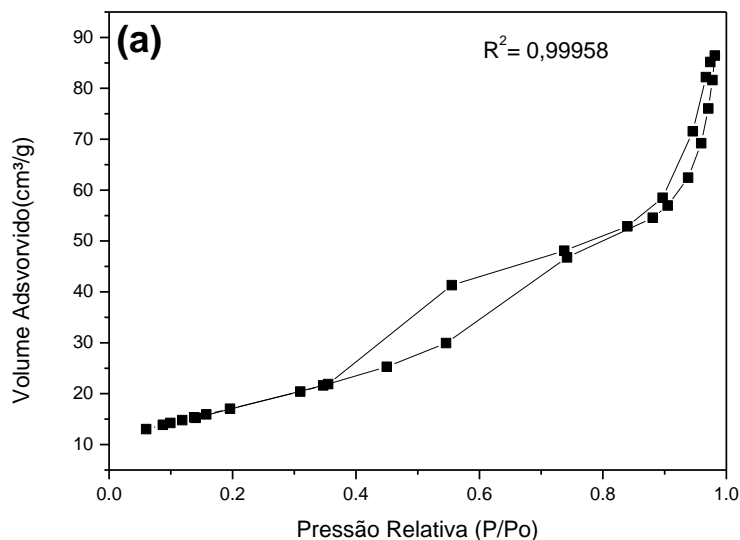 (a)
R²= 0,99958
90
80
70
60
50
40
30
20
10
Volume Adsvorvido(cm³/g)
0.0 0.2 0.4 0.6 0.8 1.0
Pressão Relativa (P/Po)